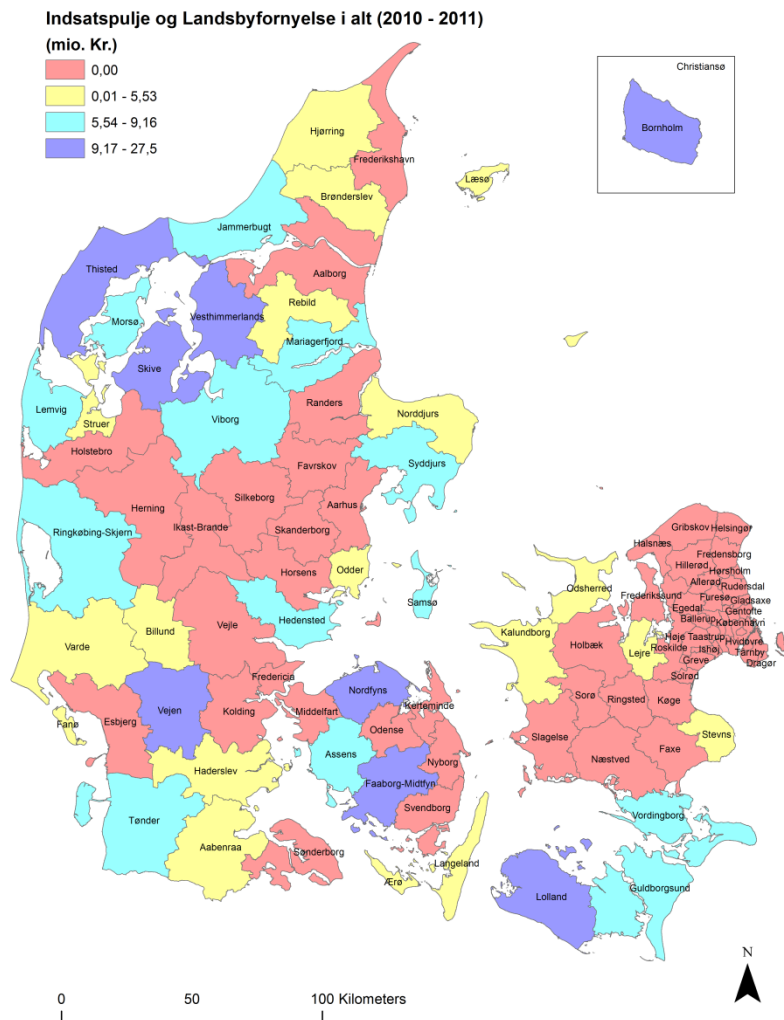 Indsatspulje og Landsbyfornyelse i alt (2010 - 2011)
(mio. Kr.)
0,00
0,01 - 5,53
5,54 - 9,16
9,17 - 27,5
Christiansø
Bornholm
Hjørring
Frederikshavn
Læsø
Brønderslev
Jammerbugt
Thisted
Aalborg
Vesthimmerlands
Rebild
Morsø
Mariagerfjord
Skive
Randers
Lemvig
Norddjurs
Viborg
Struer
Holstebro
Favrskov
Syddjurs
Silkeborg
Herning
Aarhus
Ikast-Brande
Skanderborg
Ringkøbing-Skjern
Gribskov
Helsingør
Halsnæs
Fredensborg
Hillerød
Hørsholm
Allerød
Rudersdal
Horsens
Odder
Odsherred
Frederikssund
Furesø
Gladsaxe
Samsø
Egedal
Gentofte
Hedensted
Ballerup
København
Vejle
Billund
Kalundborg
Holbæk
Lejre
Høje Taastrup
Hvidovre
Varde
Roskilde
Ishøj
Tårnby
Greve
Dragør
Fredericia
Solrød
Nordfyns
Vejen
Sorø
Ringsted
Køge
Kolding
Middelfart
Kerteminde
Fanø
Esbjerg
Odense
Stevns
Slagelse
Assens
Nyborg
Næstved
Faxe
Haderslev
Faaborg-Midtfyn
Svendborg
Tønder
Vordingborg
Aabenraa
Sønderborg
Langeland
Ærø
Guldborgsund
Lolland
N
0 50 100 Kilometers